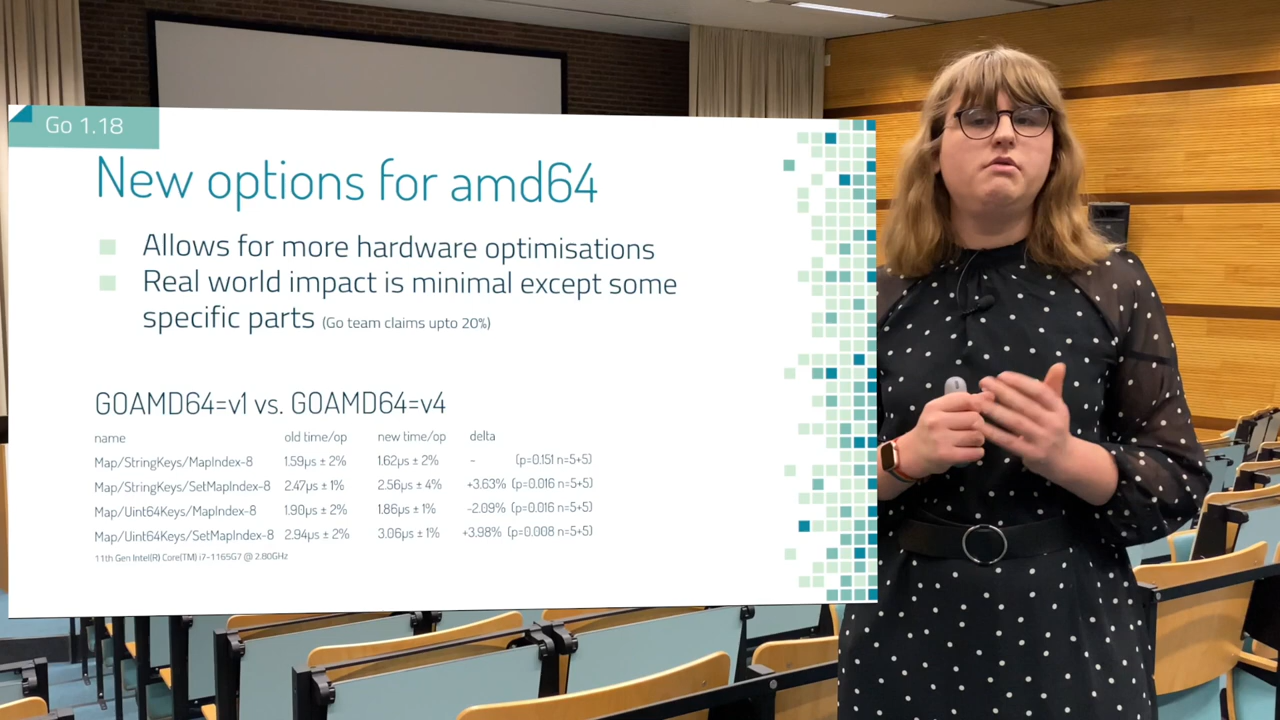 Go 1.18
New options for amd64
Allows for more hardware optimisations
Real world impact is minimal except some
specific parts (Go team claims upto 20%)
GOAMD64=v1 vs. GOAMD64=v4
name old time/op new time/op delta
Map/StringKeys/MapIndex-8 1.59µs ± 2% 1.62µs ± 2% - (p=0.151 n=5+5)
Map/StringKeys/SetMapIndex-8 2.47µs ± 1% 2.56µs ± 4% +3.63% (p=0.016 n=5+5)
Map/Uint64Keys/MapIndex-8 1.90µs ± 2% 1.86µs ± 1% -2.09% (p=0.016 n=5+5)
Map/Uint64Keys/SetMapIndex-8 2.94µs ± 2% 3.06µs ± 1% +3.98% (p=0.008 n=5+5)
11th Gen Intel(R) Core(TM) i7-1165G7 @ 2.80GHz